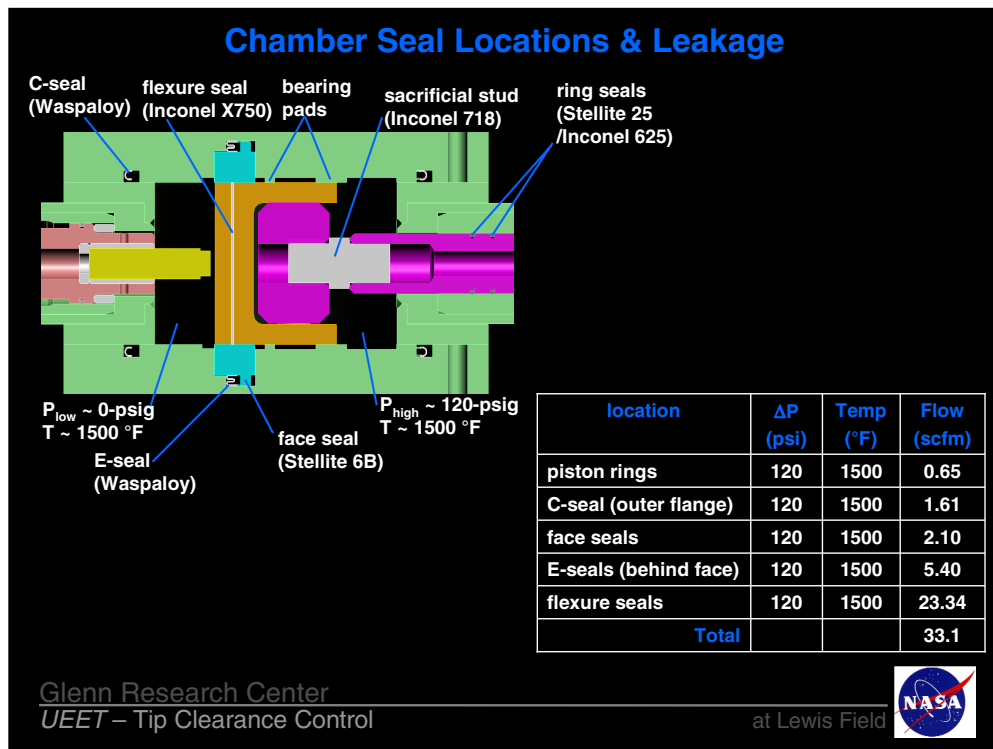 Chamber Seal Locations & Leakage
C-seal
(Waspaloy)
flexure seal
(Inconel X750)
bearing
pads
sacrificial stud
(Inconel 718)
ring seals
(Stellite 25
/Inconel 625)
Plow ~ 0-psig
T ~ 1500 °F
E-seal
(Waspaloy)
face seal
(Stellite 6B)
Phigh ~ 120-psig
T ~ 1500 °F
location ΔP (psi) Temp (°F) Flow (scfm)
piston rings 120 1500 0.65
C-seal (outer flange) 120 1500 1.61
face seals 120 1500 2.10
E-seals (behind face) 120 1500 5.40
flexure seals 120 1500 23.34
Total 33.1
Glenn Research Center
UEET – Tip Clearance Control
at Lewis Field
NASA